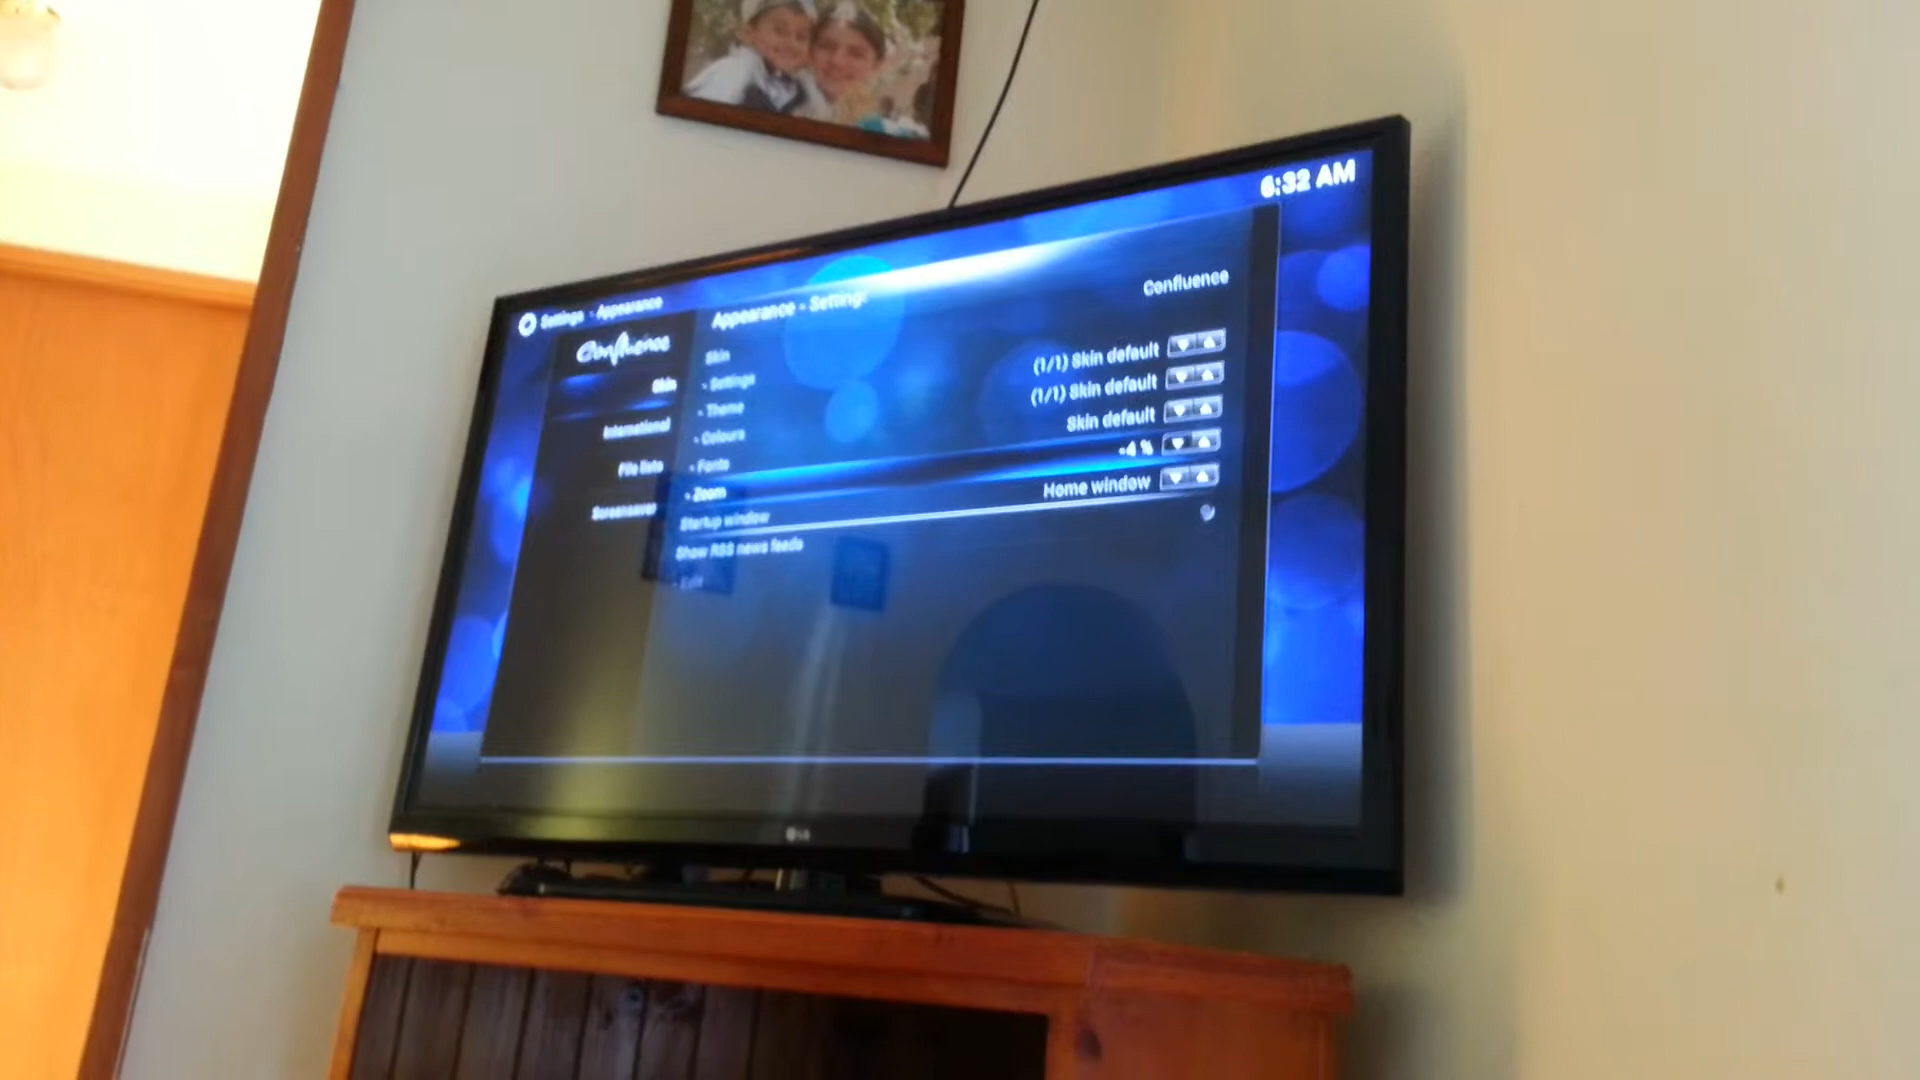 6:32 AM
Settings - Appearance
Appearance - Settings
Confluence
Confluence
Skin
International
File lists
Screensaver
Skin
- Settings
- Theme (1/1) Skin default
- Colours (1/1) Skin default
- Fonts Skin default
- Zoom -4 %
Startup window Home window
Show RSS news feeds
- Edit
LG